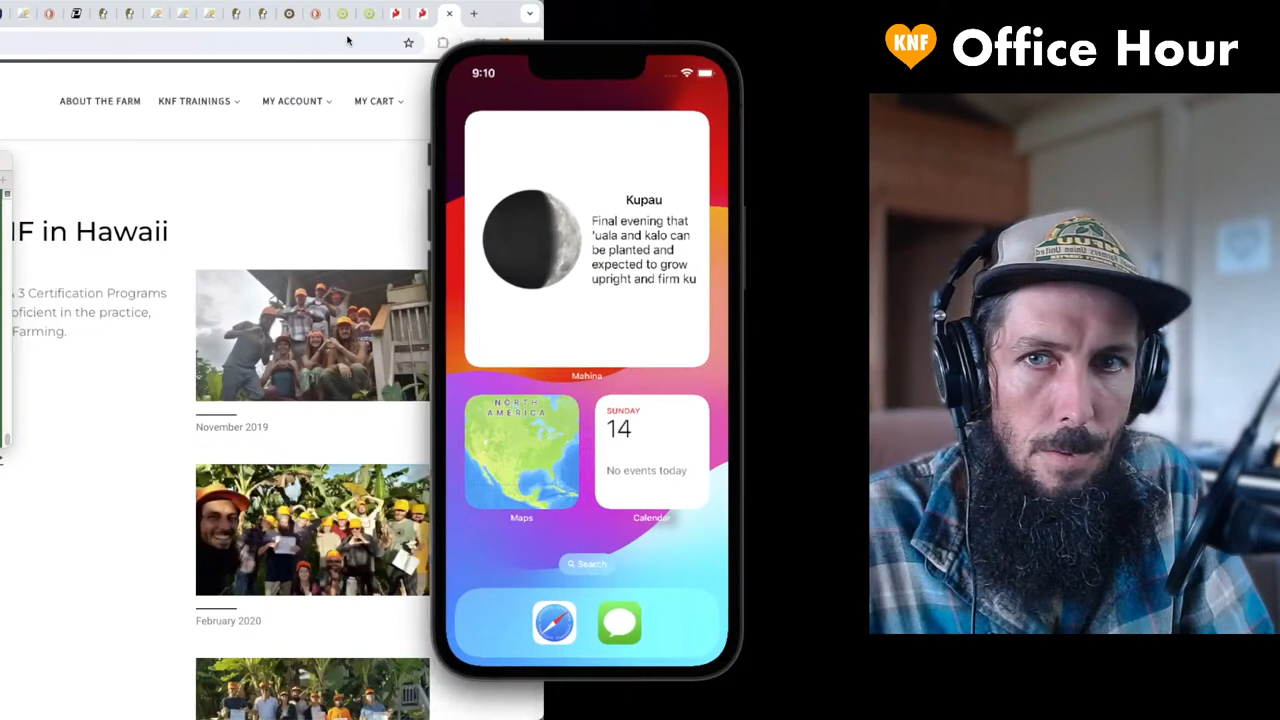 KNF Office Hour
ABOUT THE FARM KNF TRAININGS MY ACCOUNT MY CART
IF in Hawaii
3 Certification Programs
oficient in the practice,
Farming.
November 2019
February 2020
9:10
Kupau
Final evening that
'uala and kalo can
be planted and
expected to grow
upright and firm ku
Mahina
NORTH
AMERICA
Maps
SUNDAY
14
No events today
Calendar
Search